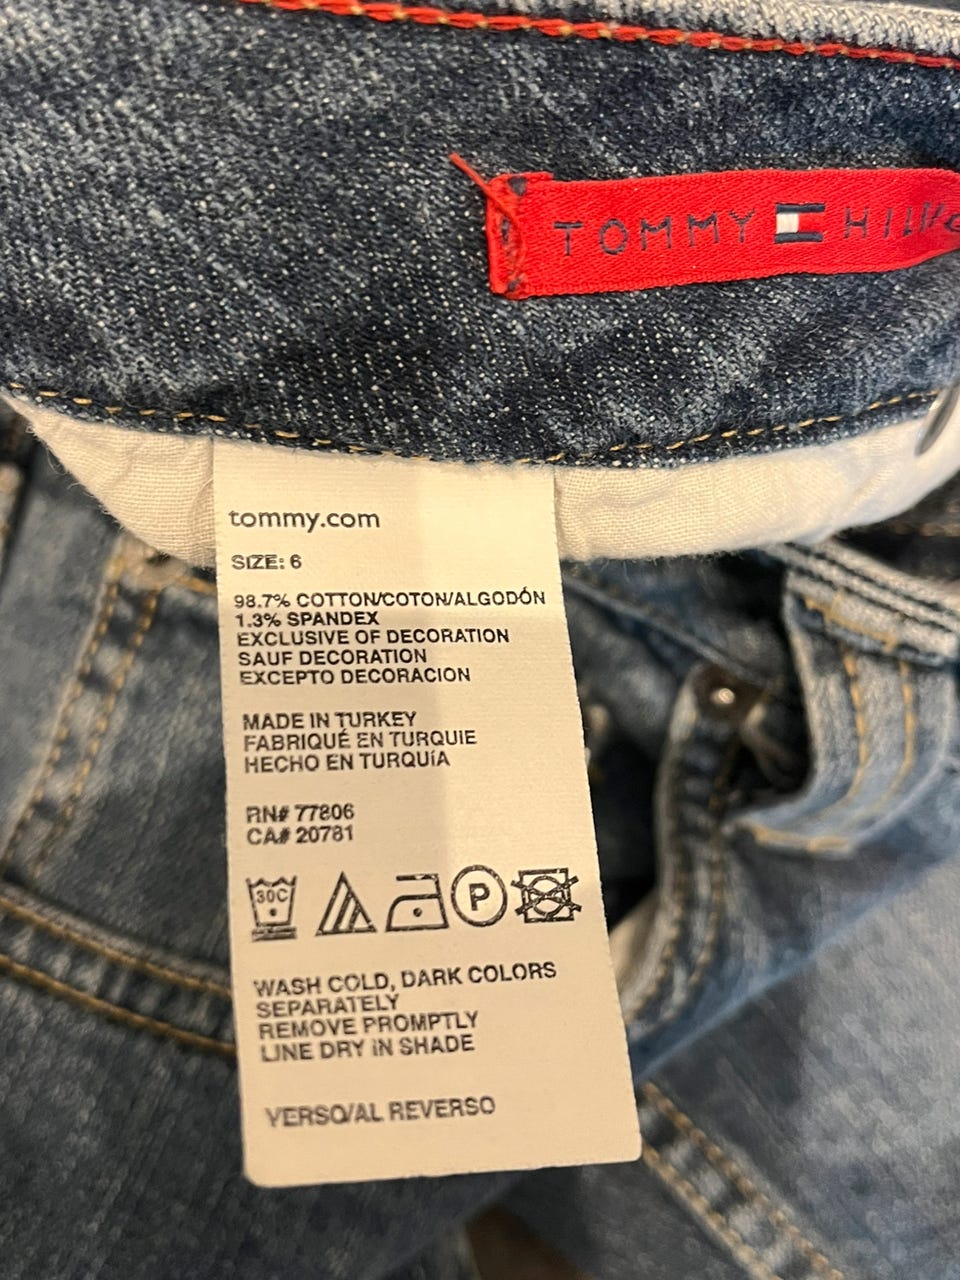 TOMMY HILFIG
tommy.com
SIZE: 6
98.7% COTTON/COTON/ALGODÓN
1.3% SPANDEX
EXCLUSIVE OF DECORATION
SAUF DECORATION
EXCEPTO DECORACION
MADE IN TURKEY
FABRIQUÉ EN TURQUIE
HECHO EN TURQUÍA
RN# 77806
CA# 20781
30C
P
WASH COLD, DARK COLORS
SEPARATELY
REMOVE PROMPTLY
LINE DRY IN SHADE
VERSO/AL REVERSO